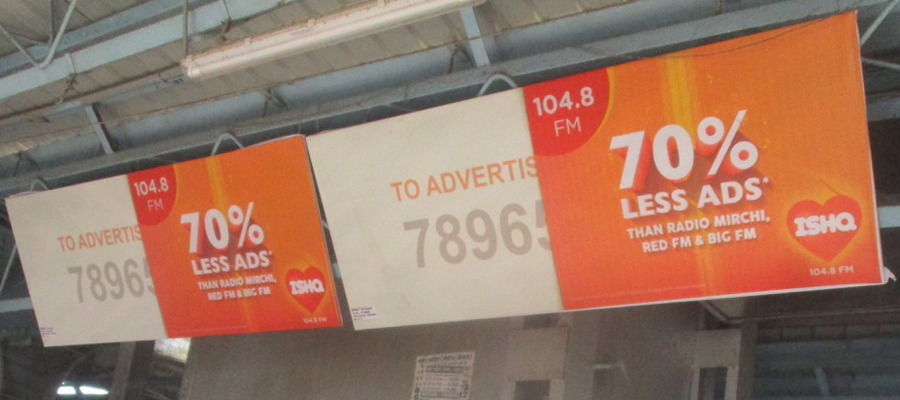 TO ADVERTIS
78965
104.8
FM
70%
LESS ADS*
THAN RADIO MIRCHI,
RED FM & BIG FM
ISHQ
104.8 FM
TO ADVERTIS
78965
104.8
FM
70%
LESS ADS*
THAN RADIO MIRCHI,
RED FM & BIG FM
ISHQ
104.8 FM